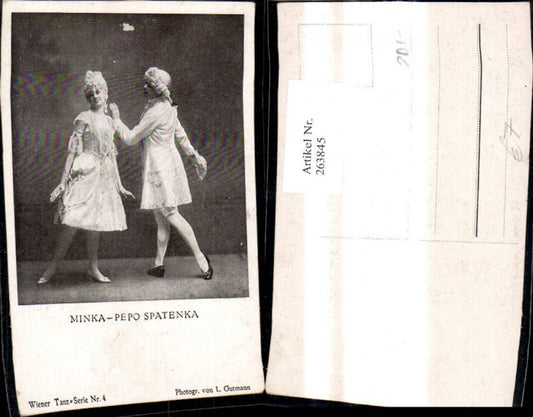 MINKA-PEPO SPATENKA
Wiener Tanz-Serie Nr. 4
Photogr. von L. Gutmann
Artikel Nr.
263845